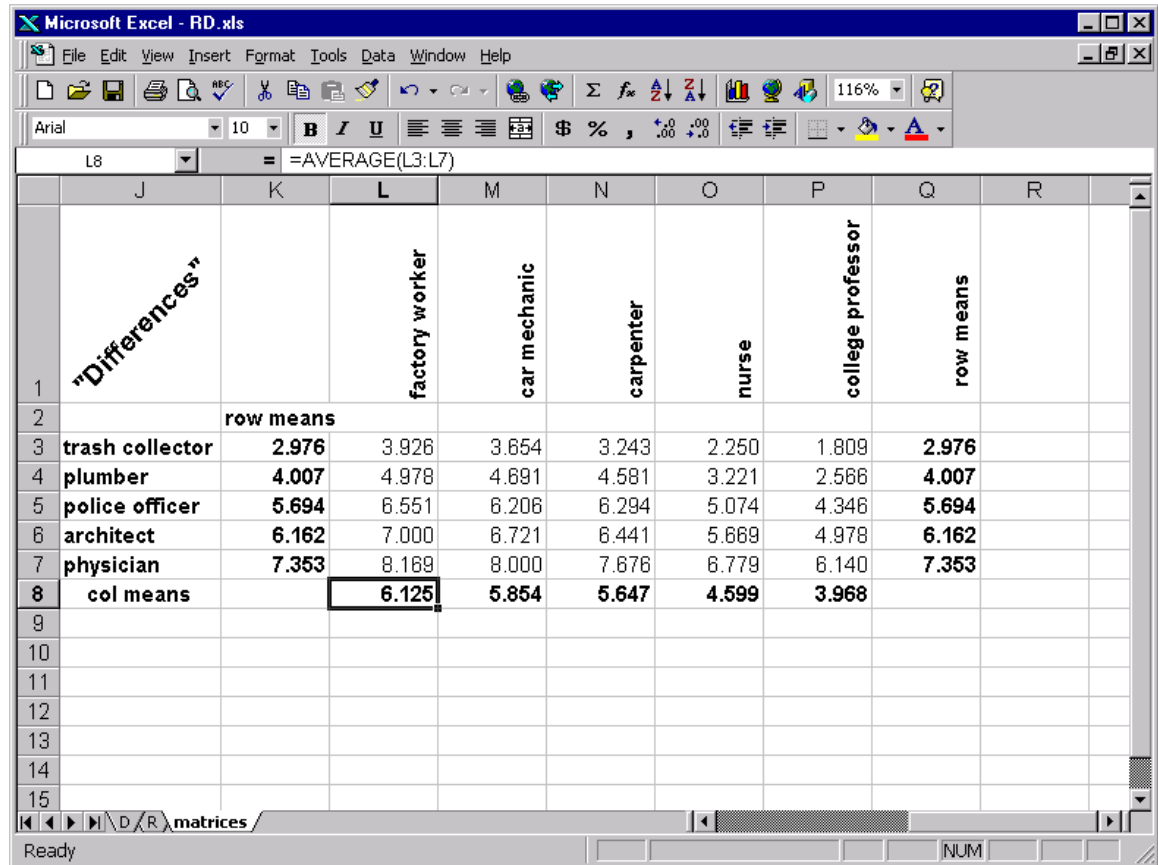 Microsoft Excel - RD.xls
File Edit View Insert Format Tools Data Window Help
ABC Σ fx A Z Z A 116%
Arial 10 B I U $ % , .0 .00 .00 .0 A
L8 = =AVERAGE(L3:L7)
J K L M N O P Q R
1 "Differences" factory worker car mechanic carpenter nurse college professor row means
2 row means
3 trash collector 2.976 3.926 3.654 3.243 2.250 1.809 2.976
4 plumber 4.007 4.978 4.691 4.581 3.221 2.566 4.007
5 police officer 5.694 6.551 6.206 6.294 5.074 4.346 5.694
6 architect 6.162 7.000 6.721 6.441 5.669 4.978 6.162
7 physician 7.353 8.169 8.000 7.676 6.779 6.140 7.353
8 col means 6.125 5.854 5.647 4.599 3.968
9
10
11
12
13
14
15
D R matrices
Ready NUM